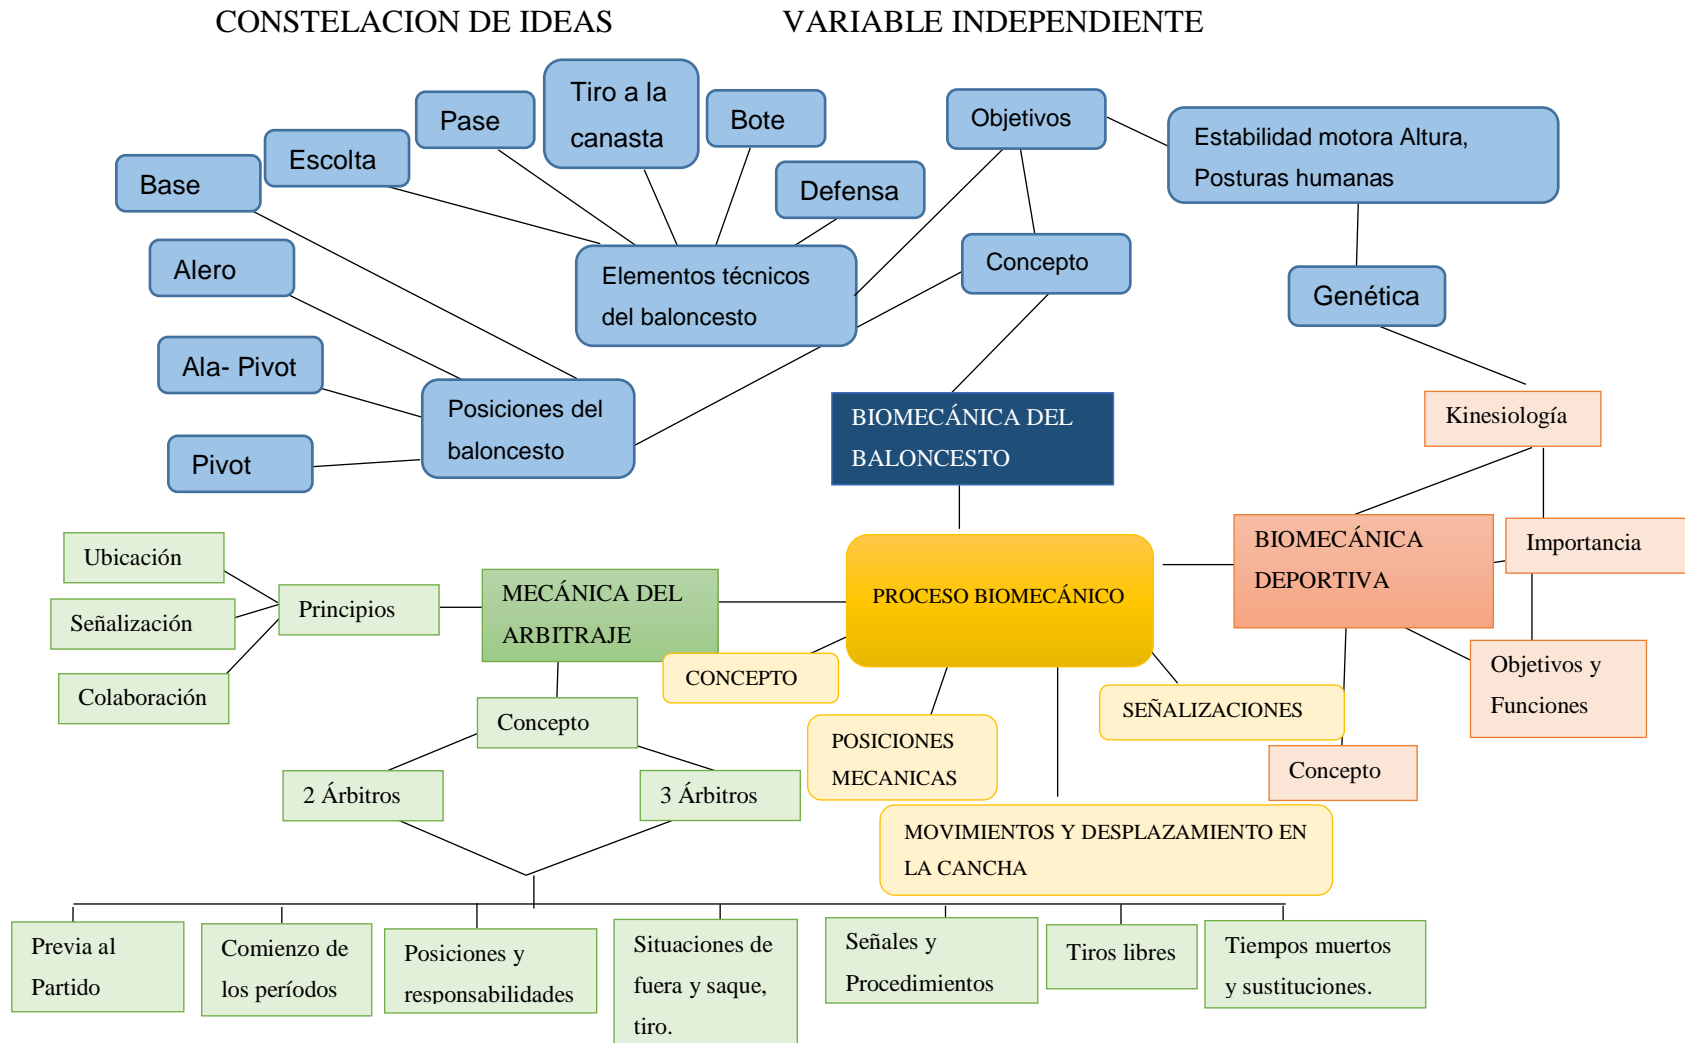 CONSTELACION DE IDEAS VARIABLE INDEPENDIENTE
Tiro a la
canasta
Pase
Bote
Objetivos
Estabilidad motora Altura,
Posturas humanas
Escolta
Base
Defensa
Alero
Elementos técnicos
del baloncesto
Concepto
Genética
Ala- Pivot
Posiciones del
baloncesto
Pivot
BIOMECÁNICA DEL
BALONCESTO
Kinesiología
Ubicación
Señalización
Colaboración
Principios
MECÁNICA DEL
ARBITRAJE
PROCESO BIOMECÁNICO
BIOMECÁNICA
DEPORTIVA
Importancia
Objetivos y
Funciones
Concepto
CONCEPTO
POSICIONES
MECANICAS
SEÑALIZACIONES
MOVIMIENTOS Y DESPLAZAMIENTO EN
LA CANCHA
Concepto
2 Árbitros
3 Árbitros
Previa al
Partido
Comienzo de
los períodos
Posiciones y
responsabilidades
Situaciones de
fuera y saque,
tiro.
Señales y
Procedimientos
Tiros libres
Tiempos muertos
y sustituciones.